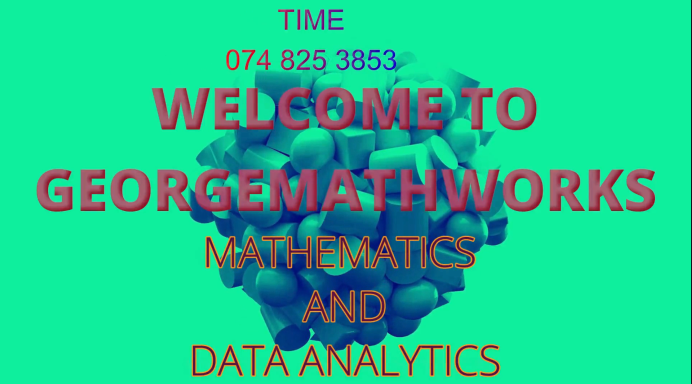 TIME
074 825 3853
WELCOME TO
GEORGEMATHWORKS
MATHEMATICS
AND
DATA ANALYTICS